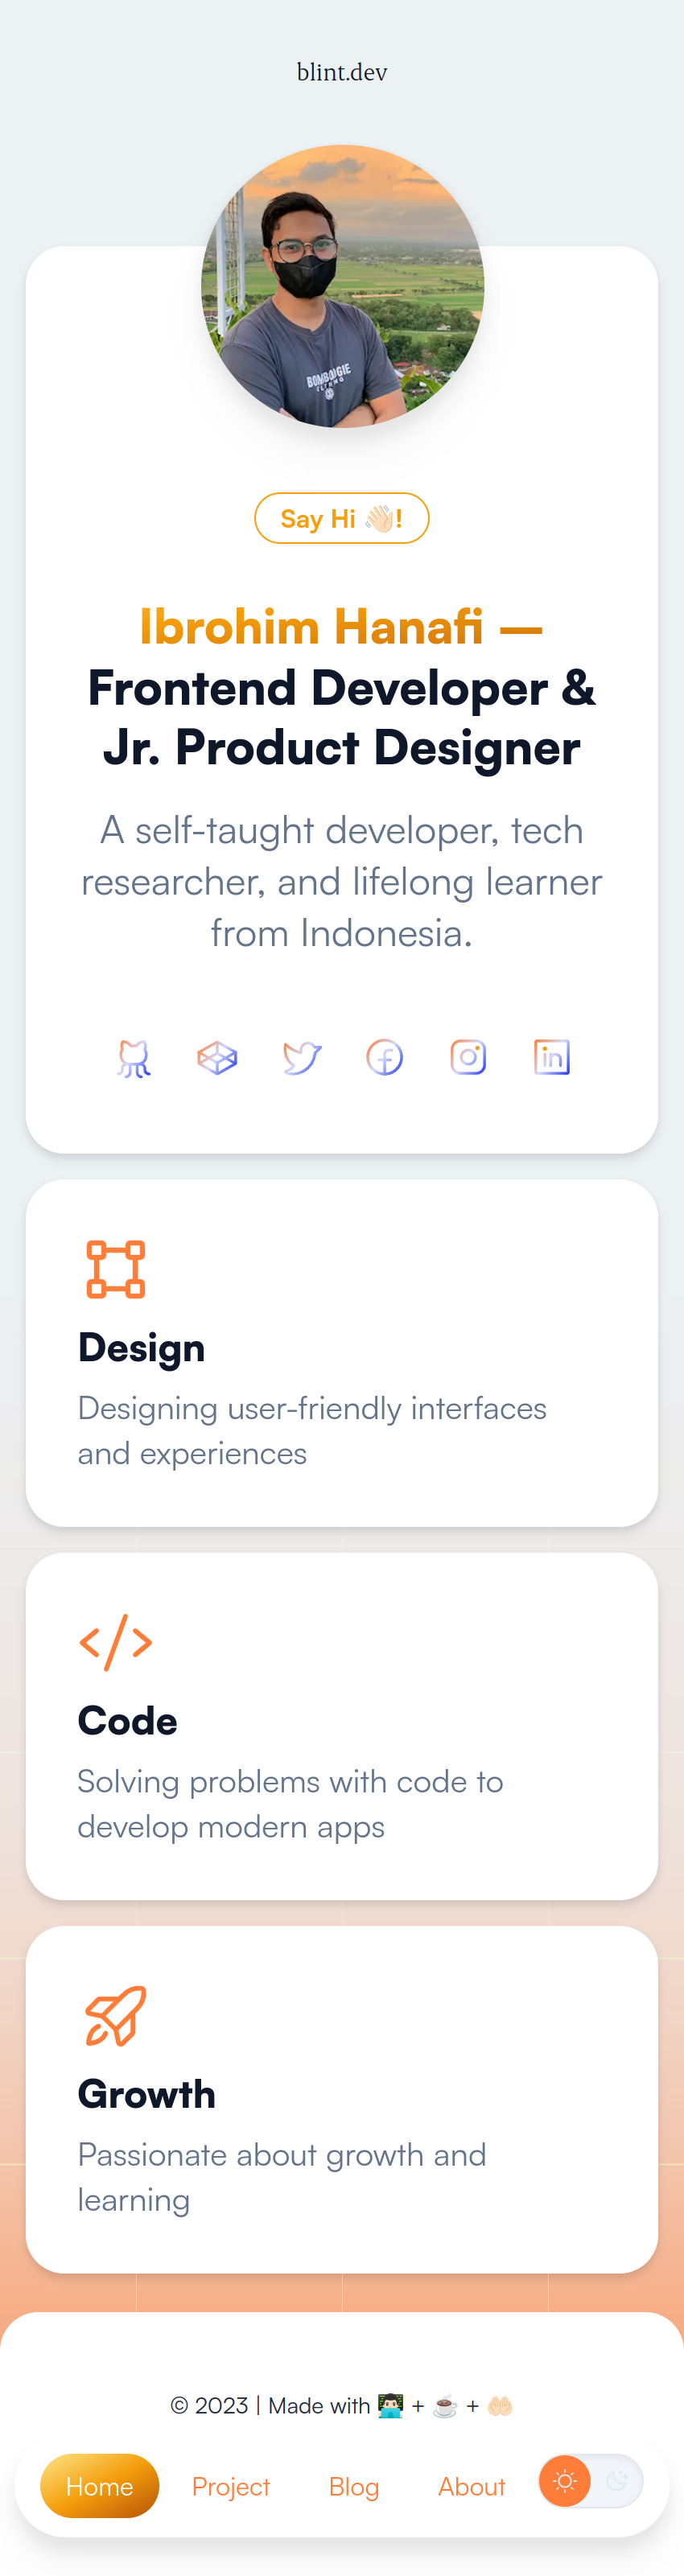 blint.dev
BOMBOOGIE
Say Hi 👋🏻!
Ibrohim Hanafi —
Frontend Developer &
Jr. Product Designer
A self-taught developer, tech
researcher, and lifelong learner
from Indonesia.
in
Design
Designing user-friendly interfaces
and experiences
Code
Solving problems with code to
develop modern apps
Growth
Passionate about growth and
learning
© 2023 | Made with 👨🏻‍💻 + ☕ + 🤲🏻
Home Project Blog About